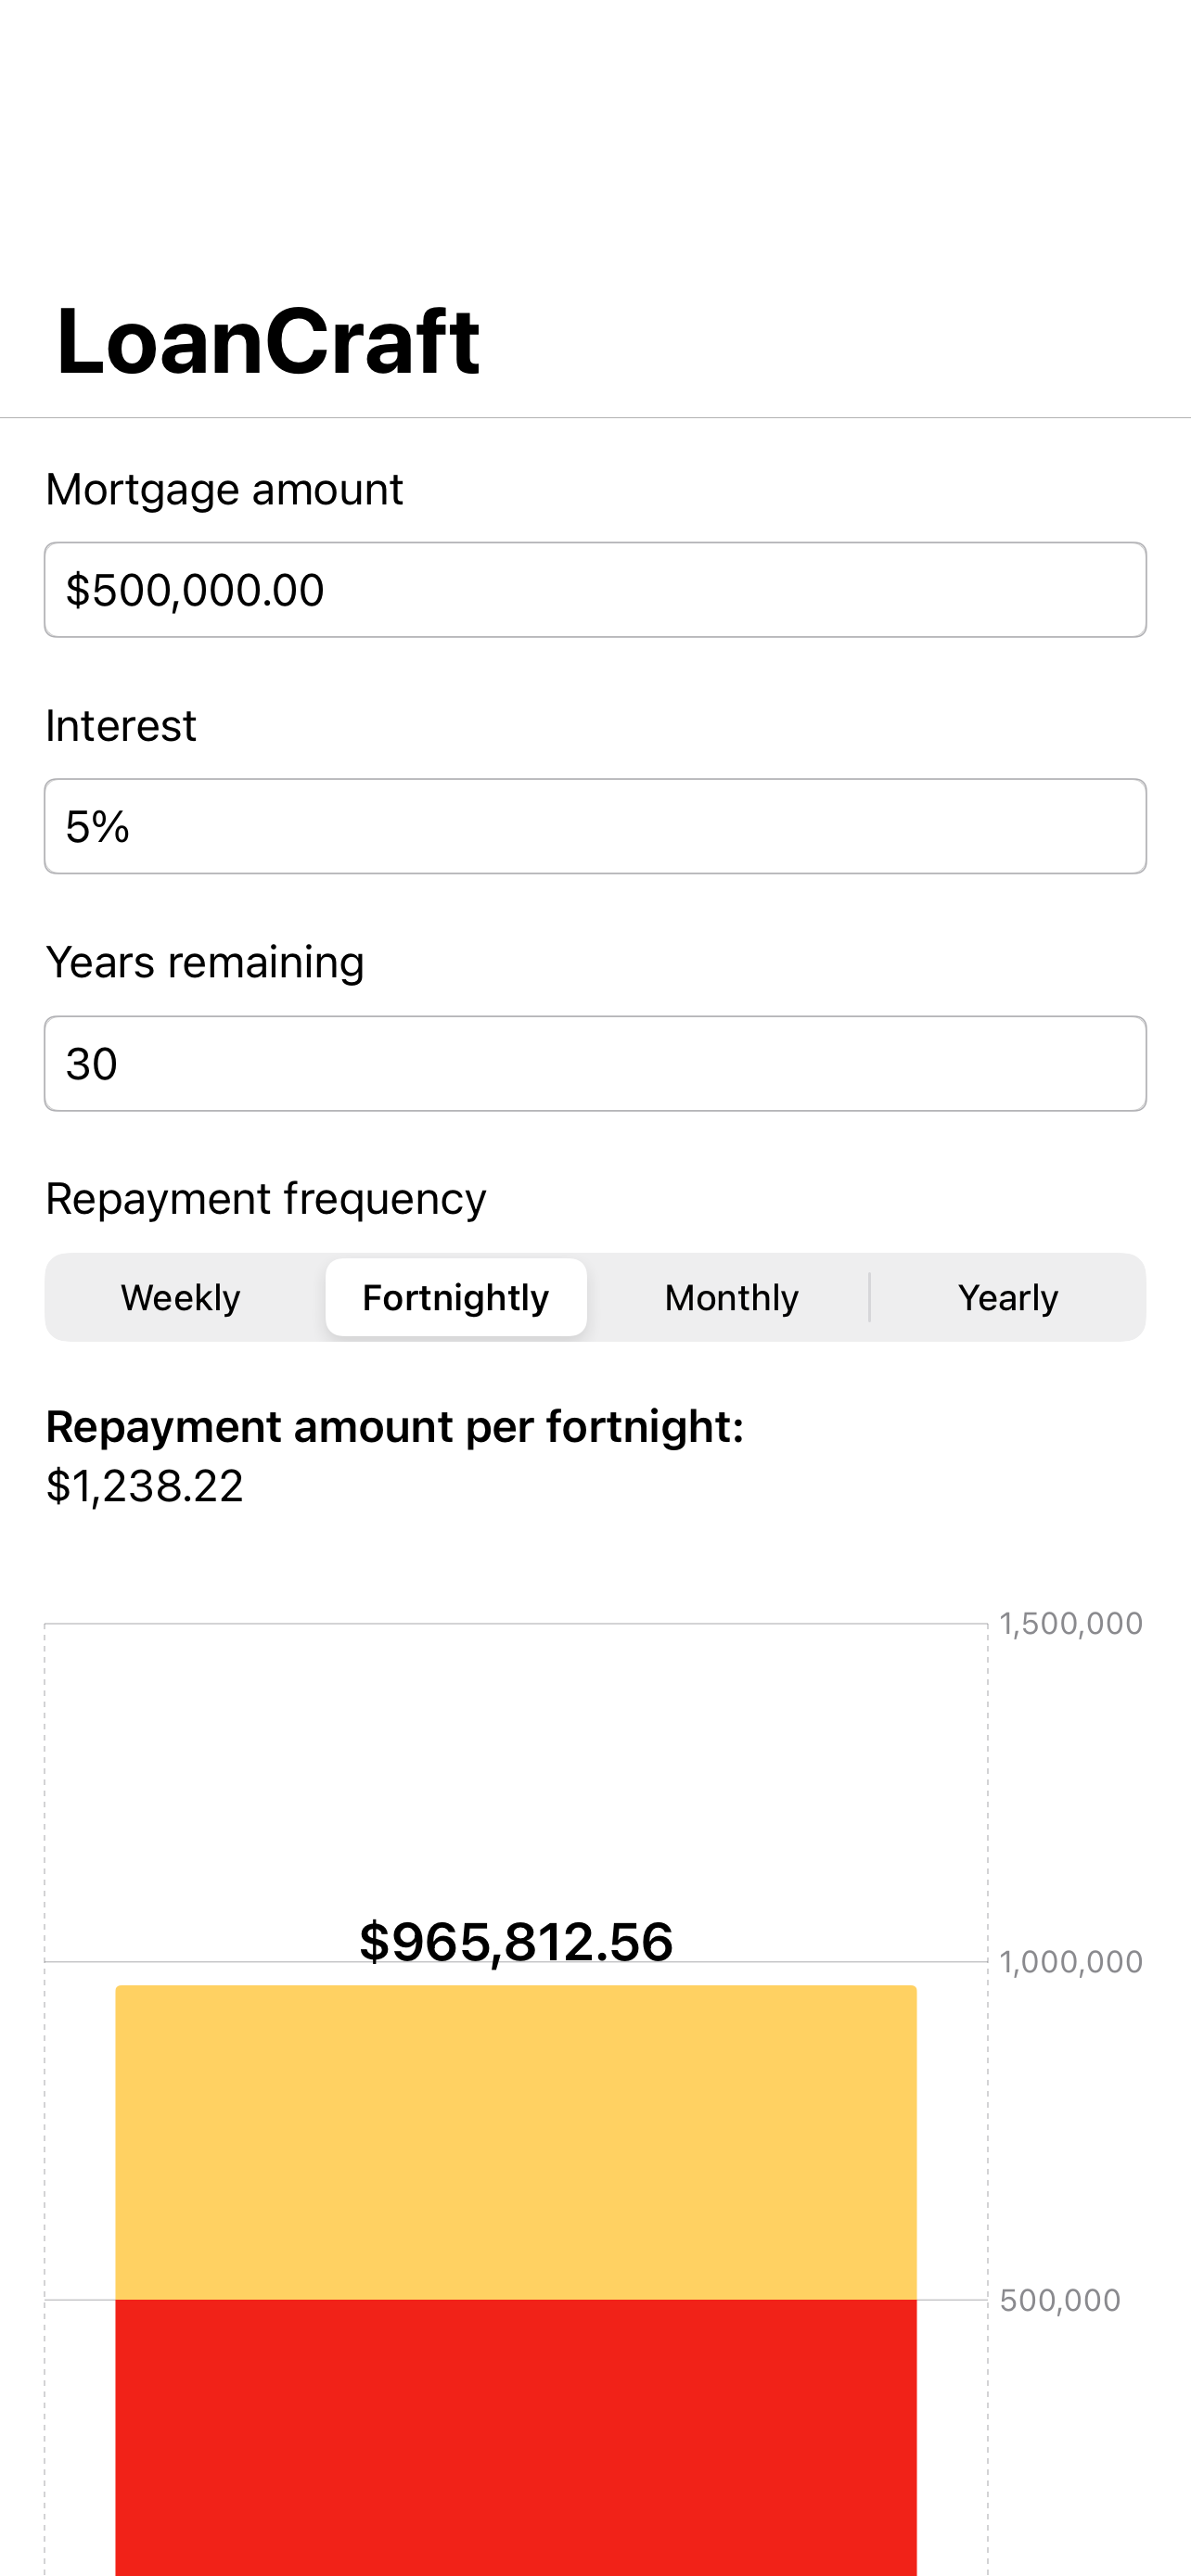 LoanCraft
Mortgage amount
$500,000.00
Interest
5%
Years remaining
30
Repayment frequency
Weekly Fortnightly Monthly Yearly
Repayment amount per fortnight:
$1,238.22
1,500,000
$965,812.56
1,000,000
500,000